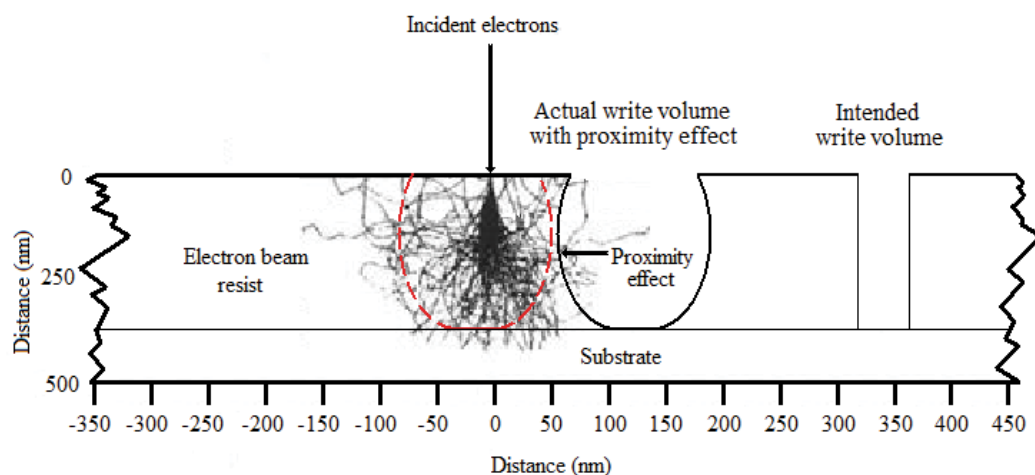 Incident electrons
Actual write volume
with proximity effect
Intended
write volume
0
Electron beam
resist
Proximity
effect
250
Distance (nm)
Substrate
500
-350 -300 -250 -200 -150 -100 -50 0 50 100 150 200 250 300 350 400 450
Distance (nm)